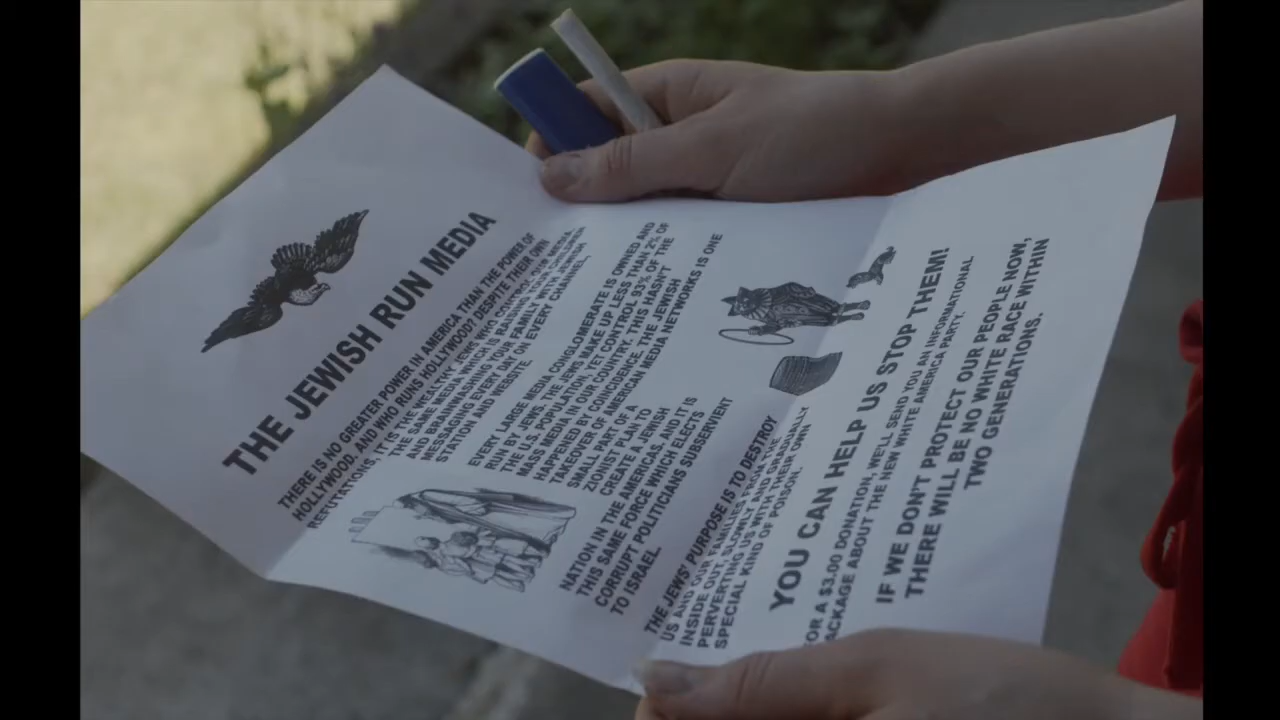 THE JEWISH RUN MEDIA
THERE IS NO GREATER POWER IN AMERICA THAN THE POWER OF
HOLLYWOOD. AND WHO RUNS HOLLYWOOD? DESPITE THEIR OWN
REFUTATIONS, IT IS THE WEALTHY JEWS WHO CONTROL OUR MEDIA
THE SAME MEDIA WHICH IS RAISING YOUR CHILDREN
AND BRAINWASHING YOUR FAMILY WITH JEWISH
MESSAGING EVERY DAY ON EVERY CHANNEL,
STATION AND WEBSITE.
EVERY LARGE MEDIA CONGLOMERATE IS OWNED AND
RUN BY JEWS. THE JEWS MAKE UP LESS THAN 2% OF
THE U.S. POPULATION, YET CONTROL 93% OF THE
MASS MEDIA IN OUR COUNTRY. THIS HASN'T
HAPPENED BY COINCIDENCE. THE JEWISH
TAKEOVER OF AMERICAN MEDIA NETWORKS IS ONE
SMALL PART OF A
ZIONIST PLAN TO
CREATE A JEWISH
NATION IN THE AMERICAS. AND IT IS
THIS SAME FORCE WHICH ELECTS
CORRUPT POLITICIANS SUBSERVIENT
TO ISRAEL.
THE JEWS' PURPOSE IS TO DESTROY
US AND OUR FAMILIES FROM THE
INSIDE OUT, SLOWLY AND GRADUALLY
PERVERTING US WITH THEIR OWN
SPECIAL KIND OF POISON.
YOU CAN HELP US STOP THEM!
FOR A $3.00 DONATION, WE'LL SEND YOU AN INFORMATIONAL
PACKAGE ABOUT THE NEW WHITE AMERICA PARTY.
IF WE DON'T PROTECT OUR PEOPLE NOW,
THERE WILL BE NO WHITE RACE WITHIN
TWO GENERATIONS.